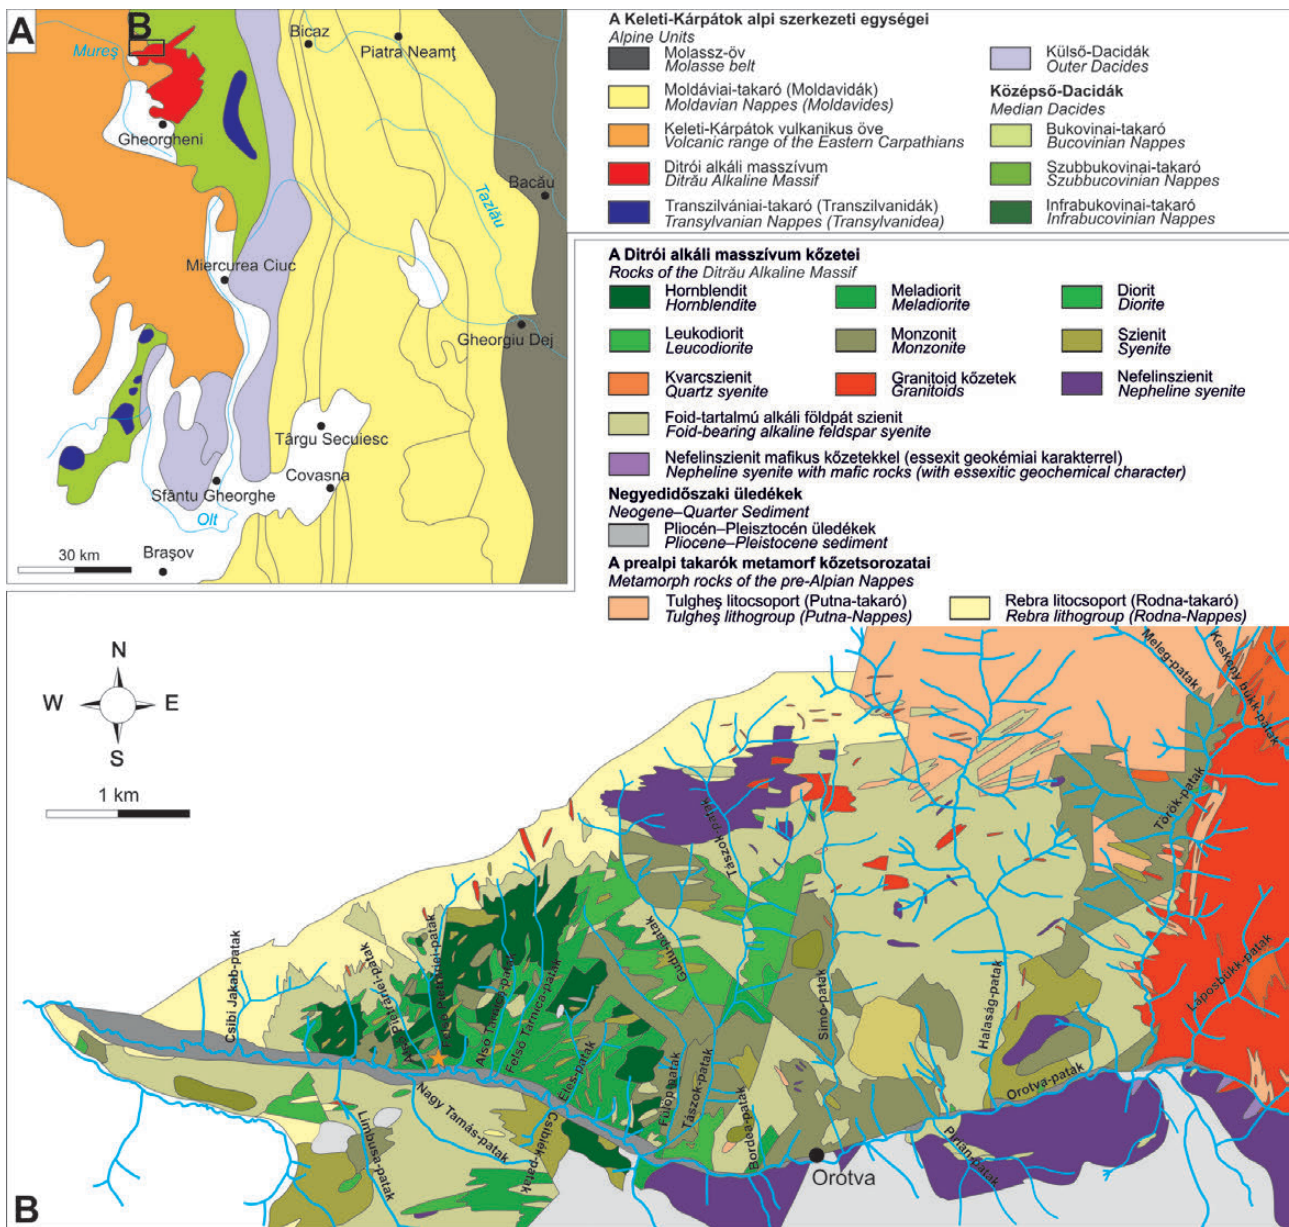 A
B
Mureş
Bicaz
Piatra Neamţ
Gheorgheni
Bacău
Tazlău
Miercurea Ciuc
Gheorgiu Dej
Târgu Secuiesc
Covasna
Sfântu Gheorghe
Olt
Braşov
30 km
A Keleti-Kárpátok alpi szerkezeti egységei
Alpine Units
Molassz-öv
Molasse belt
Moldáviai-takaró (Moldavidák)
Moldavian Nappes (Moldavides)
Keleti-Kárpátok vulkanikus öve
Volcanic range of the Eastern Carpathians
Ditrói alkáli masszívum
Ditrău Alkaline Massif
Transzilvániai-takaró (Transzilvanidák)
Transylvanian Nappes (Transylvanidea)
Külső-Dacidák
Outer Dacides
Középső-Dacidák
Median Dacides
Bukovinai-takaró
Bucovinian Nappes
Szubbukovinai-takaró
Szubbucovinian Nappes
Infrabukovinai-takaró
Infrabucovinian Nappes
A Ditrói alkáli masszívum kőzetei
Rocks of the Ditrău Alkaline Massif
Hornblendit
Hornblendite
Meladiorit
Meladiorite
Diorit
Diorite
Leukodiorit
Leucodiorite
Monzonit
Monzonite
Szienit
Syenite
Kvarcszienit
Quartz syenite
Granitoid kőzetek
Granitoids
Nefelinszienit
Nepheline syenite
Foid-tartalmú alkáli földpát szienit
Foid-bearing alkaline feldspar syenite
Nefelinszienit mafikus kőzetekkel (essexit geokémiai karakterrel)
Nepheline syenite with mafic rocks (with essexitic geochemical character)
Negyedidőszaki üledékek
Neogene–Quarter Sediment
Pliocén–Pleisztocén üledékek
Pliocene–Pleistocene sediment
A prealpi takarók metamorf kőzetsorozatai
Metamorph rocks of the pre-Alpian Nappes
Tulgheş litocsoport (Putna-takaró)
Tulgheş lithogroup (Putna-Nappes)
Rebra litocsoport (Rodna-takaró)
Rebra lithogroup (Rodna-Nappes)
N
W
E
S
1 km
Meleg-patak
Keskeny bükk-patak
Török-patak
Laposbükk-patak
Tászok-patak
Gudu-patak
Csibi Jakab-patak
Alsó Tarnica-patak
Felső Tarnica-patak
Éles-patak
Fülöp-patak
Tászok-patak
Bordea-patak
Simó-patak
Halaság-patak
Orotva-patak
Pirian-patak
Nagy Tamás-patak
Limbusa-patak
Csibiék-patak
Orotva
B